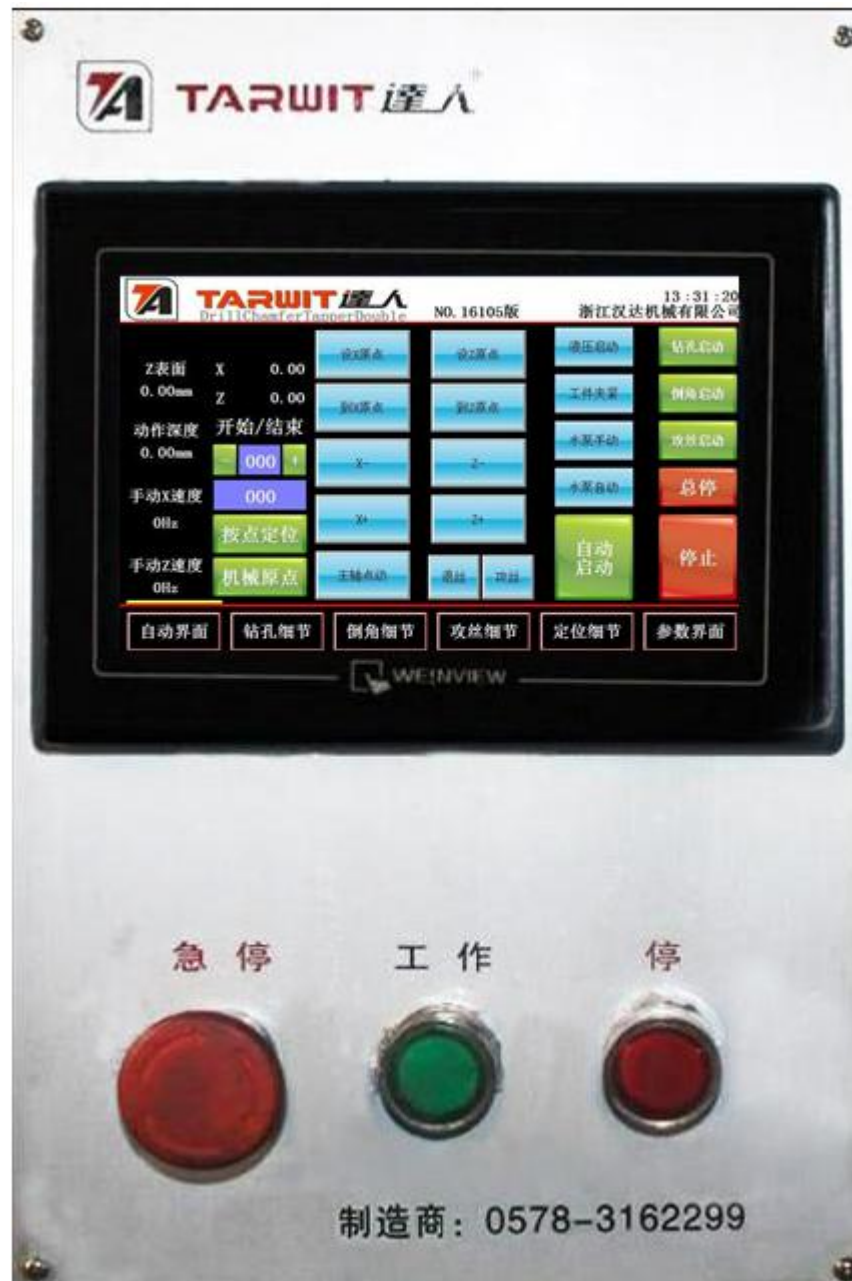 TARWIT 達人
TARWIT 達人
DrillChamferTapperDouble
NO. 16105版
13:31:20
浙江汉达机械有限公司
Z表面
0.00mm
X 0.00
Z 0.00
动作深度
0.00mm
开始/结束
- 000 +
手动X速度
0Hz
000
按点定位
手动Z速度
0Hz
机械原点
设X原点
设Z原点
到X原点
到Z原点
X-
Z-
X+
Z+
主轴点动
退丝
攻丝
液压启动
工件夹紧
水泵手动
水泵自动
自动
启动
钻孔启动
倒角启动
攻丝启动
总停
停止
自动界面
钻孔细节
倒角细节
攻丝细节
定位细节
参数界面
WEINVIEW
急停
工作
停
制造商：0578-3162299